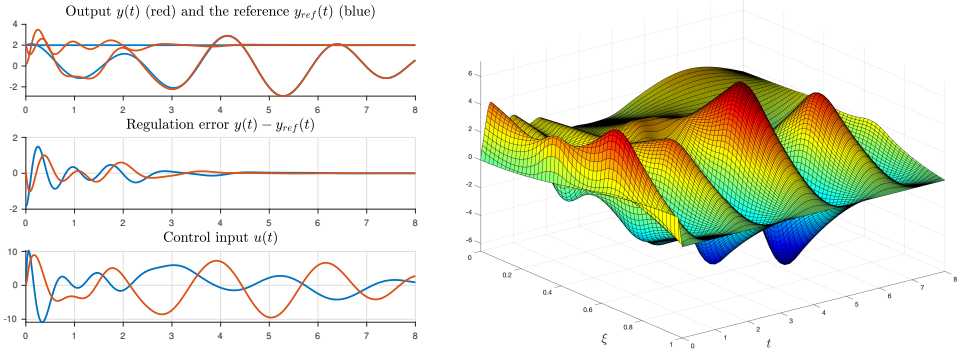 Output y(t) (red) and the reference y_ref(t) (blue)
4
2
0
-2
0 1 2 3 4 5 6 7 8
Regulation error y(t) − y_ref(t)
2
0
-2
0 1 2 3 4 5 6 7 8
Control input u(t)
10
0
-10
0 1 2 3 4 5 6 7 8
6
4
2
0
-2
-4
-6
0
0.2
0.4
0.6
0.8
1
ξ
0 1 2 3 4 5 6 7 8
t